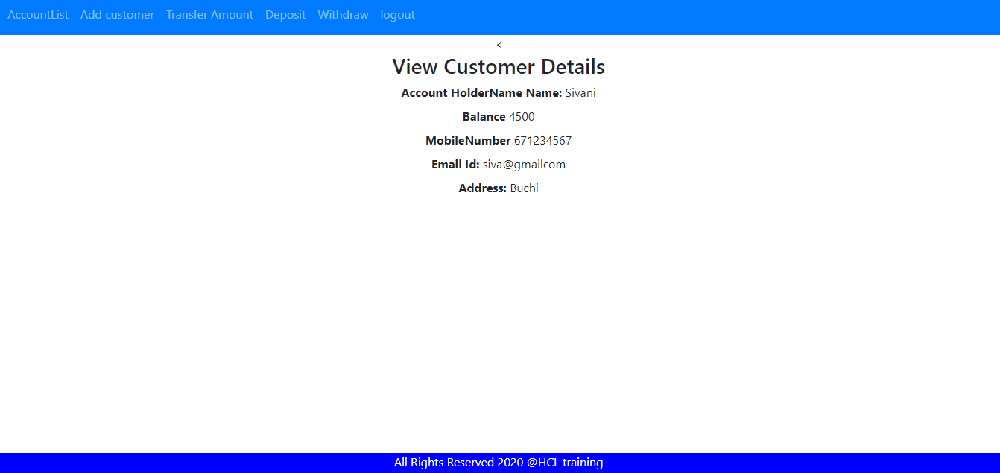 AccountList Add customer Transfer Amount Deposit Withdraw logout
<
View Customer Details
Account HolderName Name: Sivani
Balance 4500
MobileNumber 671234567
Email Id: siva@gmailcom
Address: Buchi
All Rights Reserved 2020 @HCL training